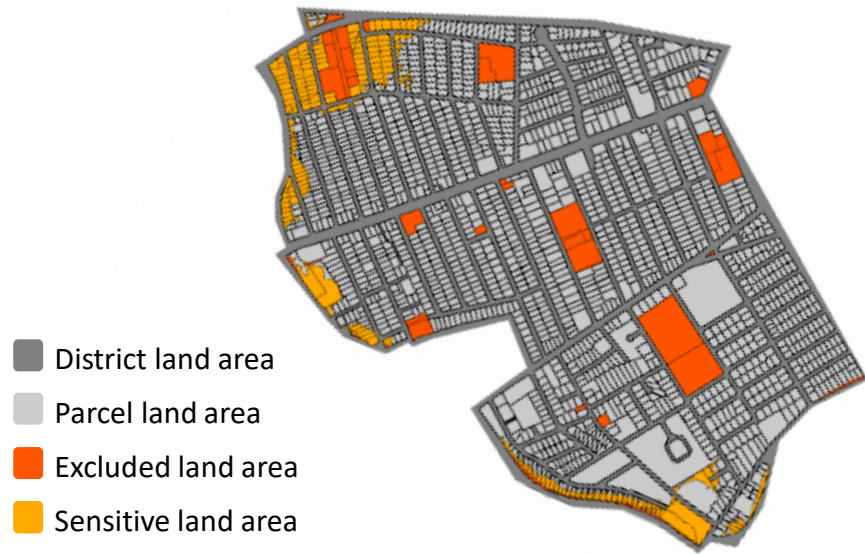 District land area
Parcel land area
Excluded land area
Sensitive land area